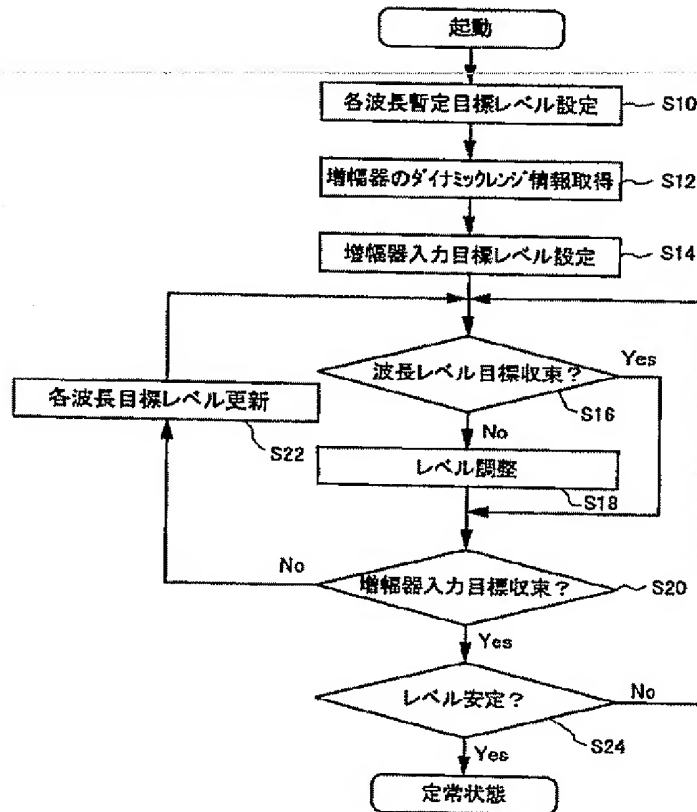 起動
各波長暫定目標レベル設定
S10
増幅器のダイナミックレンジ情報取得
S12
増幅器入力目標レベル設定
S14
波長レベル目標収束?
Yes
S16
各波長目標レベル更新
S22
No
レベル調整
S18
No
増幅器入力目標収束?
S20
Yes
レベル安定?
No
S24
Yes
定常状態